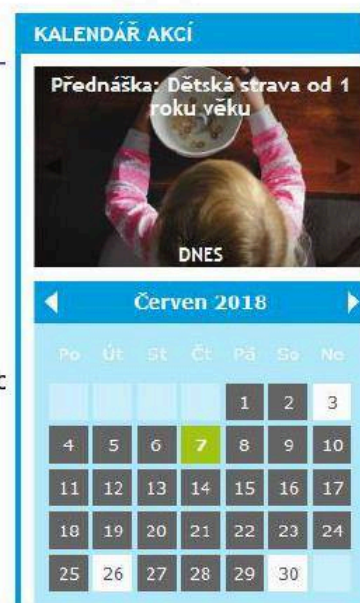 KALENDÁŘ AKCÍ
Přednáška: Dětská strava od 1
roku věku
DNES
Červen 2018
Po Út St Čt Pá So Ne
1 2 3
4 5 6 7 8 9 10
11 12 13 14 15 16 17
18 19 20 21 22 23 24
25 26 27 28 29 30